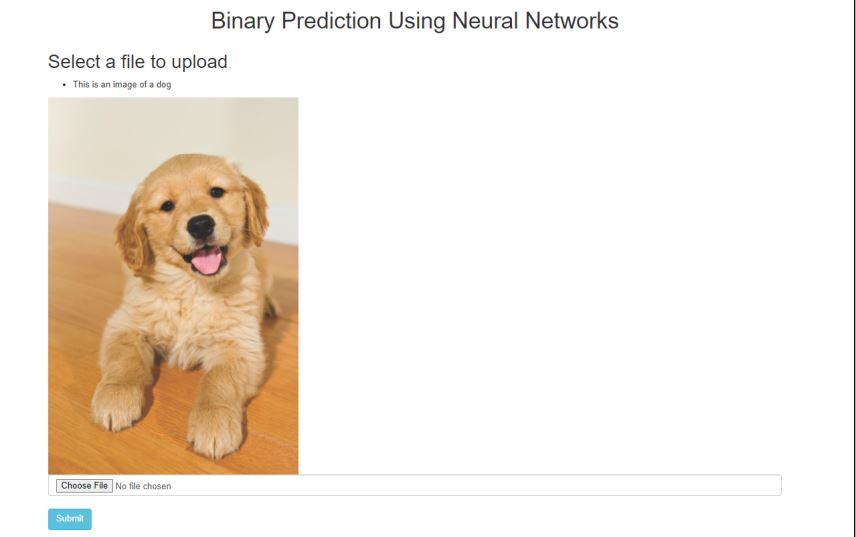 Binary Prediction Using Neural Networks
Select a file to upload
This is an image of a dog
Choose File No file chosen
Submit